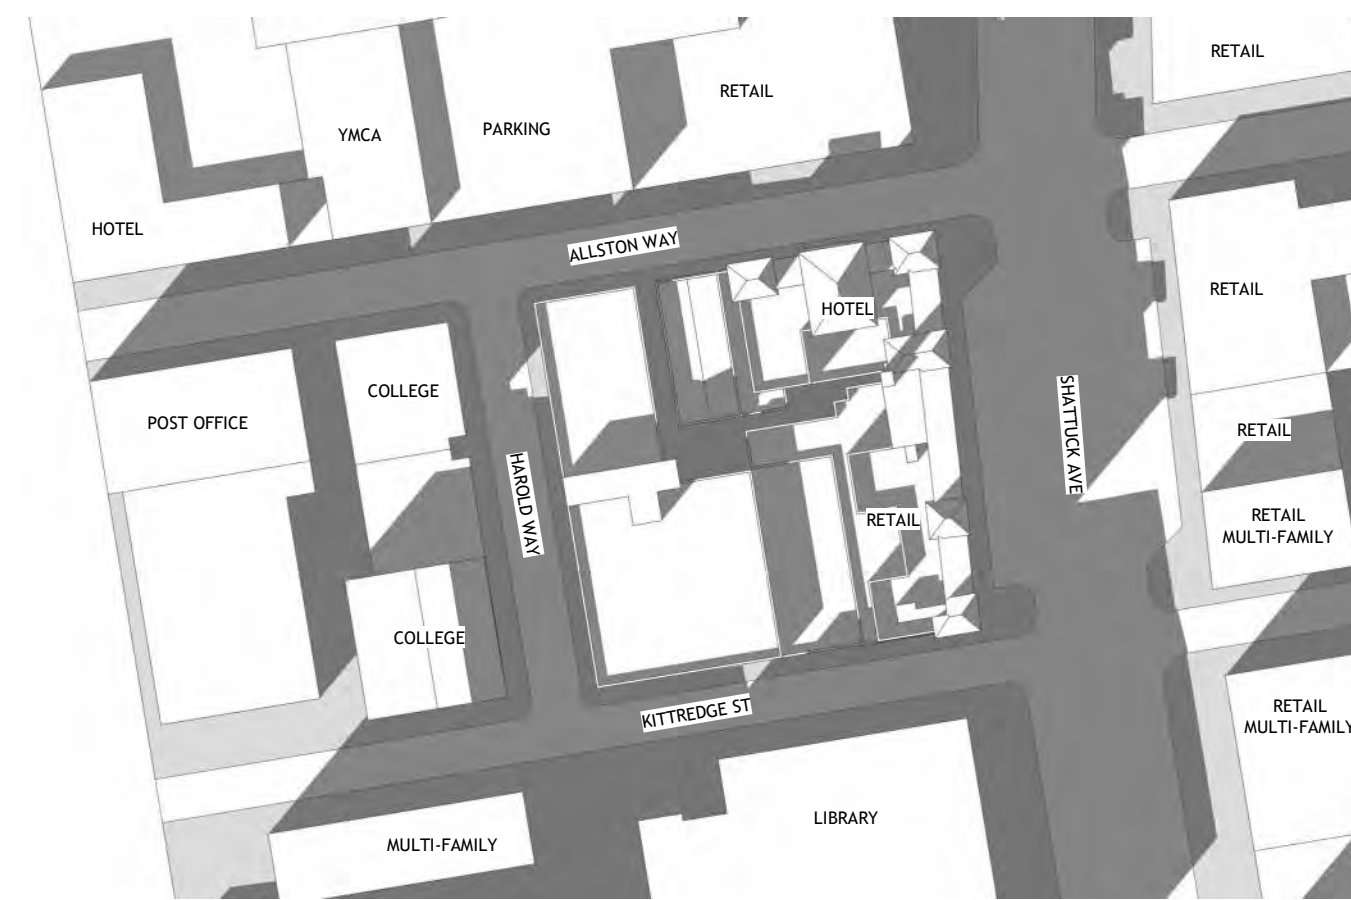 RETAIL
RETAIL
PARKING
YMCA
HOTEL
ALLSTON WAY
HOTEL
RETAIL
COLLEGE
POST OFFICE
SHATTUCK AVE
RETAIL
HAROLD WAY
RETAIL
RETAIL
MULTI-FAMILY
COLLEGE
KITTREDGE ST
RETAIL
MULTI-FAMILY
LIBRARY
MULTI-FAMILY